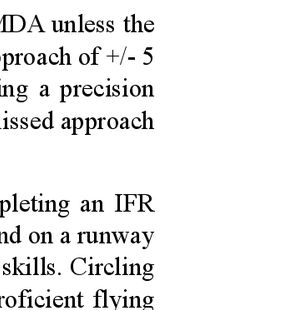 MDA unless the
pproach of +/- 5
ing a precision
issed approach
pleting an IFR
nd on a runway
skills. Circling
roficient flying